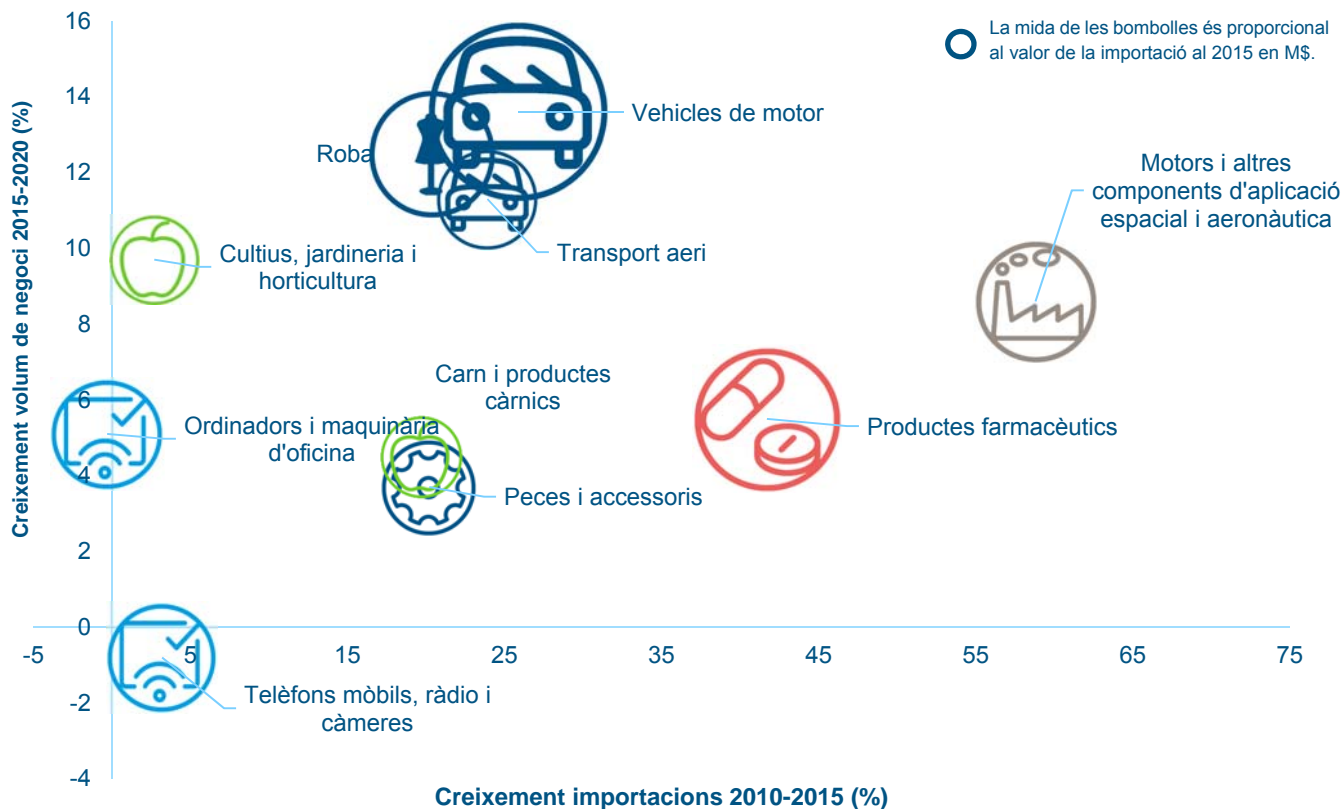 La mida de les bombolles és proporcional
al valor de la importació al 2015 en M$.
Creixement volum de negoci 2015-2020 (%)
16
14
12
10
8
6
4
2
0
-2
-4
Vehicles de motor
Roba
Transport aeri
Motors i altres
components d'aplicació
espacial i aeronàutica
Cultius, jardineria i
horticultura
Carn i productes
càrnics
Ordinadors i maquinària
d'oficina
Productes farmacèutics
Peces i accessoris
-5
5
15
25
35
45
55
65
75
Telèfons mòbils, ràdio i
càmeres
Creixement importacions 2010-2015 (%)